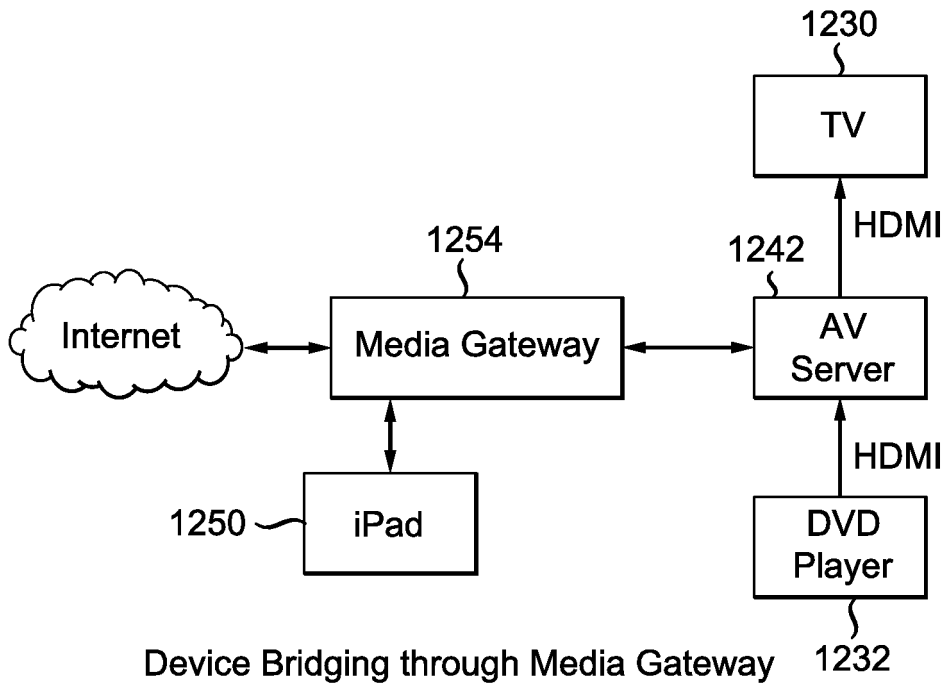 1230
TV
HDMI
1254
1242
Internet
Media Gateway
AV
Server
HDMI
1250
iPad
DVD
Player
Device Bridging through Media Gateway
1232